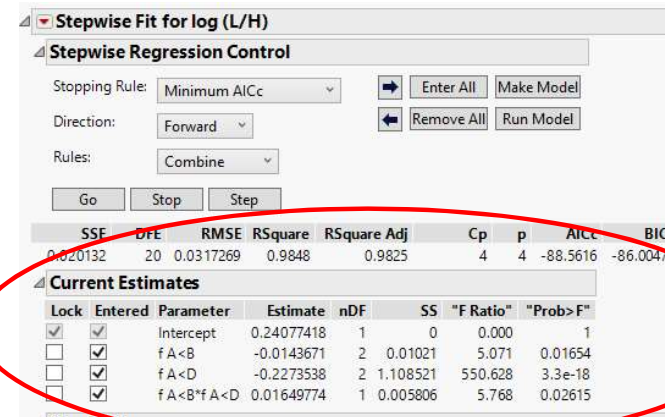 Stepwise Fit for log (L/H)
Stepwise Regression Control
Stopping Rule: Minimum AICc Enter All Make Model
Direction: Forward Remove All Run Model
Rules: Combine
Go Stop Step
SSE DFE RMSE RSquare RSquare Adj Cp p AICc BIC
0.020132 20 0.0317269 0.9848 0.9825 4 4 -88.5616 -86.0047
Current Estimates
Lock Entered Parameter Estimate nDF SS "F Ratio" "Prob>F"
Intercept 0.24077418 1 0 0.000 1
f A<B -0.0143671 2 0.01021 5.071 0.01654
f A<D -0.2273538 2 1.108521 550.628 3.3e-18
f A<B*f A<D 0.01649774 1 0.005806 5.768 0.02615